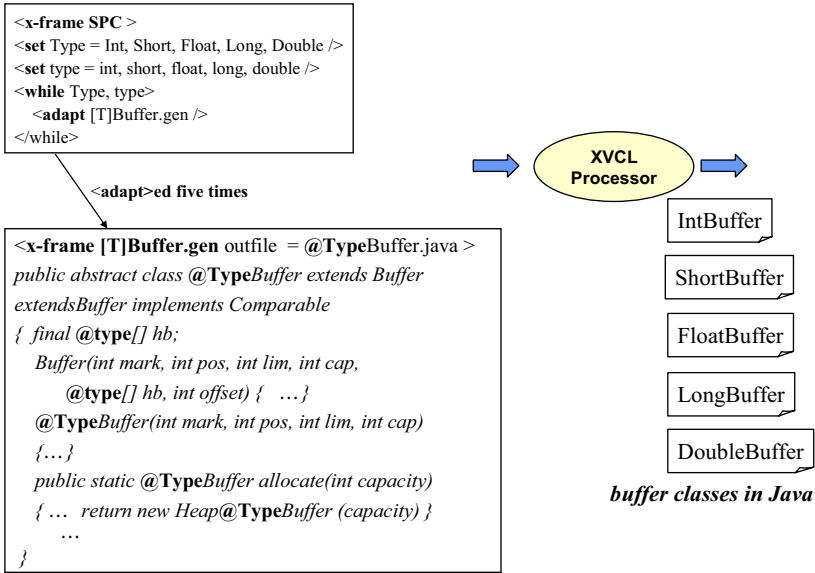 <x-frame SPC >
<set Type = Int, Short, Float, Long, Double />
<set type = int, short, float, long, double />
<while Type, type>
<adapt [T]Buffer.gen />
</while>
<adapt>ed five times
<x-frame [T]Buffer.gen outfile = @TypeBuffer.java >
public abstract class @TypeBuffer extends Buffer
extendsBuffer implements Comparable
{ final @type[] hb;
Buffer(int mark, int pos, int lim, int cap,
@type[] hb, int offset) { …}
@TypeBuffer(int mark, int pos, int lim, int cap)
{…}
public static @TypeBuffer allocate(int capacity)
{ … return new Heap@TypeBuffer (capacity) }
…
}
XVCL
Processor
IntBuffer
ShortBuffer
FloatBuffer
LongBuffer
DoubleBuffer
buffer classes in Java